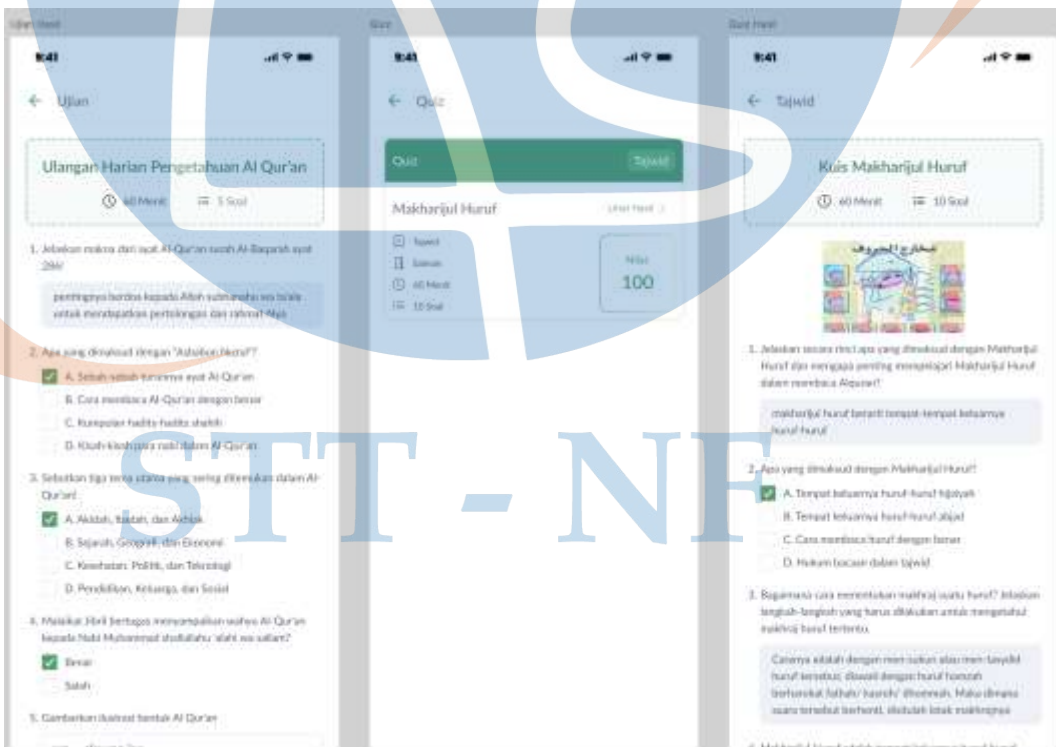 Ujian Hasil
9:41
Ujian
Ulangan Harian Pengetahuan Al Qur'an
60 Menit
5 Soal
1. Jelaskan makna dari ayat Al-Qur'an surah Al-Baqarah ayat
286!
pentingnya berdoa kepada Allah subhanahu wa ta'ala
untuk mendapatkan pertolongan dan rahmat-Nya
2. Apa yang dimaksud dengan
A. Sebab-sebab turunnya ayat Al-Qur'an
B. Cara membaca Al-Qur'an dengan benar
C. Kumpulan hadits-hadits shahih
D. Kisah-kisah para nabi dalam Al-Qur'an
3. Sebutkan tiga tema utama yang sering ditemukan dalam Al-
Qur'an!
A. Akidah, Ibadah, dan Akhlak
B. Sejarah, Geografi, dan Ekonomi
C. Kesehatan, Politik, dan Teknologi
D. Pendidikan, Keluarga, dan Sosial
4. Malaikat Jibril bertugas menyampaikan wahyu Al-Qur'an
kepada Nabi Muhammad shallallahu 'alaihi wa sallam?
Benar
Salah
5. Gambarkan ilustrasi bentuk Al Qur'an
Quiz
9:41
Quiz
Quiz
Tajwid
Makharijul Huruf
Lihat Hasil
Tajwid
60 Menit
10 Soal
Nilai
100
Quiz Hasil
9:41
Tajwid
Kuis Makharijul Huruf
60 Menit
10 Soal
مخارج الحروف
1. Jelaskan secara rinci apa yang dimaksud dengan Makharijul
Huruf dan mengapa penting mempelajari Makharijul Huruf
dalam membaca Alquran!
makharijul huruf berarti tempat-tempat keluarnya
huruf-huruf
2. Apa yang dimaksud dengan Makharijul Huruf?
A. Tempat keluarnya huruf-huruf hijaiyah
B. Tempat keluarnya huruf-huruf abjad
C. Cara membaca huruf dengan benar
D. Hukum bacaan dalam tajwid
3. Bagaimana cara menentukan makhraj suatu huruf? Jelaskan
langkah-langkah yang harus dilakukan untuk mengetahui
makhraj huruf tertentu.
Caranya adalah dengan men-sukun atau men-tasydid
huruf tersebut, diawali dengan huruf hamzah
berharakat fathah/ kasrah/ dhommah. Maka dimana
suara tersebut berhenti, disitulah letak makhrajnya
STT - NF